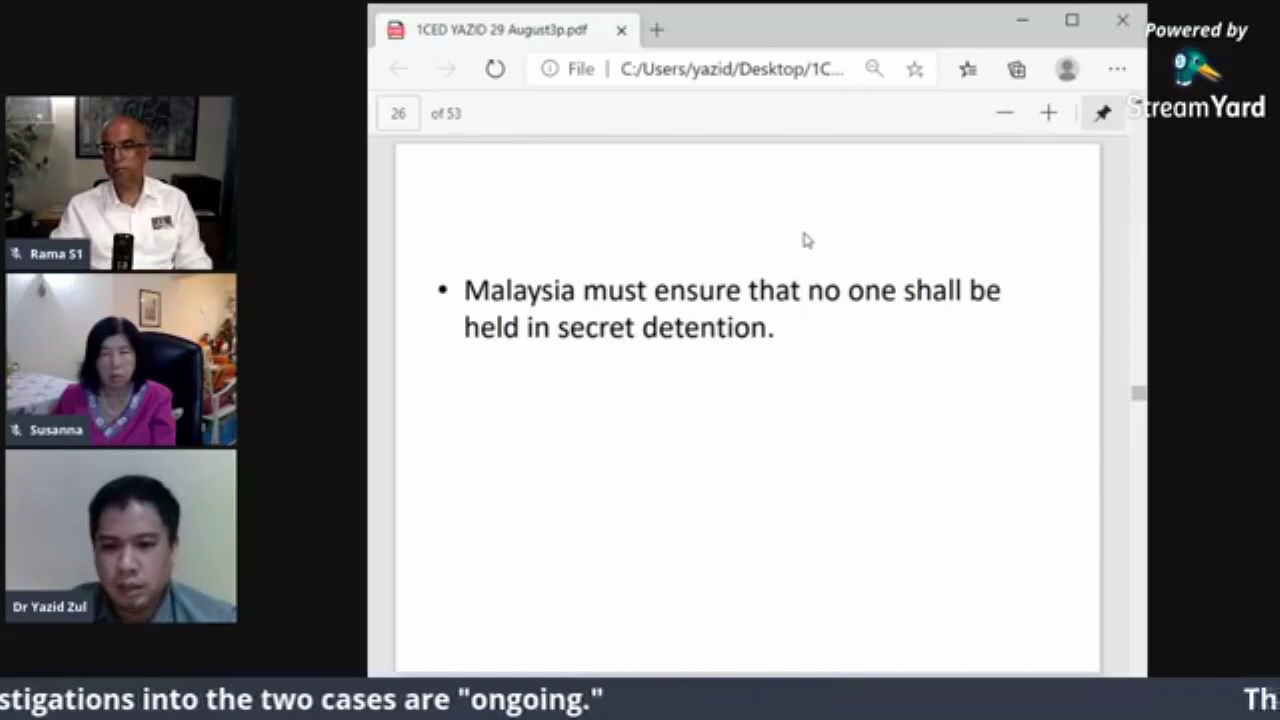 1CED YAZID 29 August3p.pdf
Powered by
StreamYard
File
C:/Users/yazid/Desktop/1C...
26 of 53
Rama S1
Susanna
Dr Yazid Zul
• Malaysia must ensure that no one shall be
held in secret detention.
stigations into the two cases are "ongoing."
Th